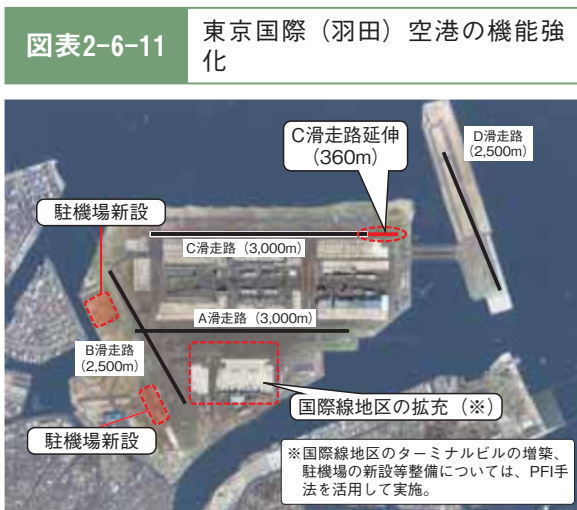 図表2-6-11
東京国際（羽田）空港の機能強
化
C滑走路延伸
（360m）
D滑走路
（2,500m）
駐機場新設
C滑走路（3,000m）
A滑走路（3,000m）
B滑走路
（2,500m）
国際線地区の拡充（※）
駐機場新設
※国際線地区のターミナルビルの増築、
駐機場の新設等整備については、PFI手
法を活用して実施。